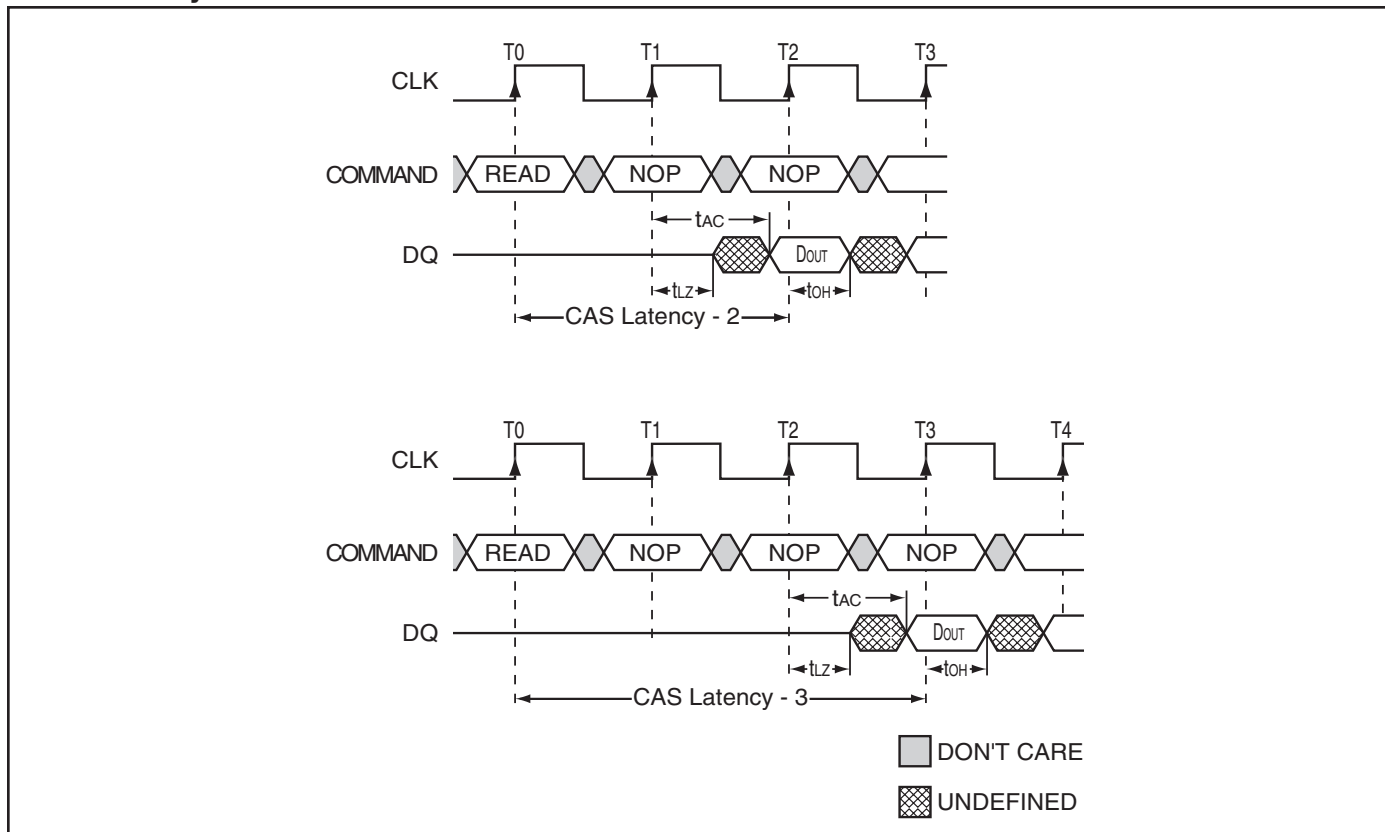 T0 T1 T2 T3
CLK
COMMAND READ NOP NOP
tAC
DQ DOUT
tLZ tOH
CAS Latency - 2
T0 T1 T2 T3 T4
CLK
COMMAND READ NOP NOP NOP
tAC
DQ DOUT
tLZ tOH
CAS Latency - 3
DON'T CARE
UNDEFINED